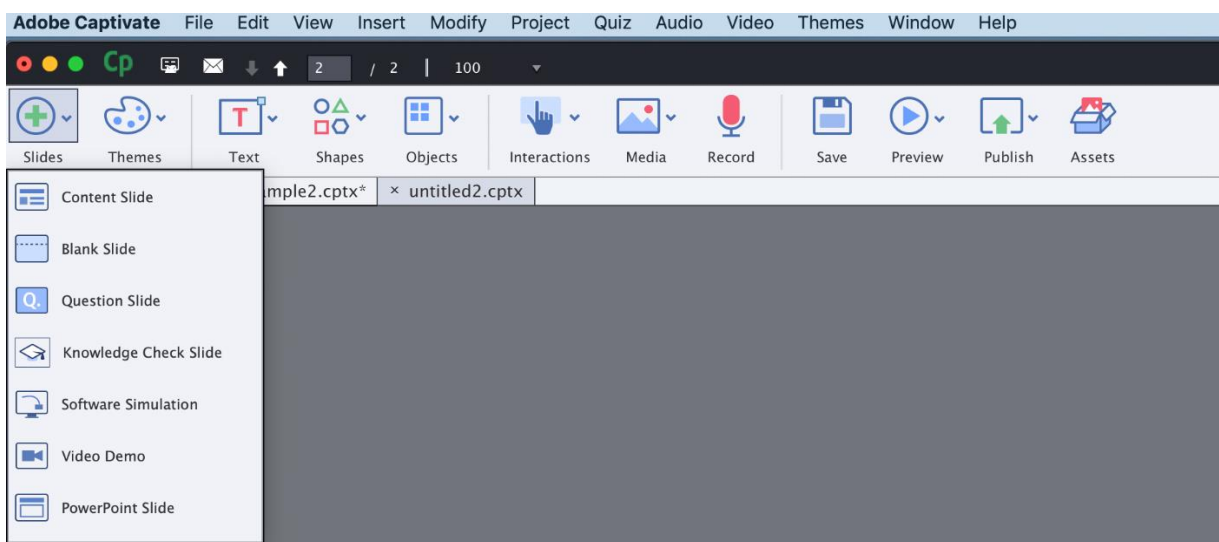 Adobe Captivate File Edit View Insert Modify Project Quiz Audio Video Themes Window Help
Cp 2 / 2 | 100
T
Slides Themes Text Shapes Objects Interactions Media Record Save Preview Publish Assets
mple2.cptx* × untitled2.cptx
Content Slide
Blank Slide
Q. Question Slide
Knowledge Check Slide
Software Simulation
Video Demo
PowerPoint Slide